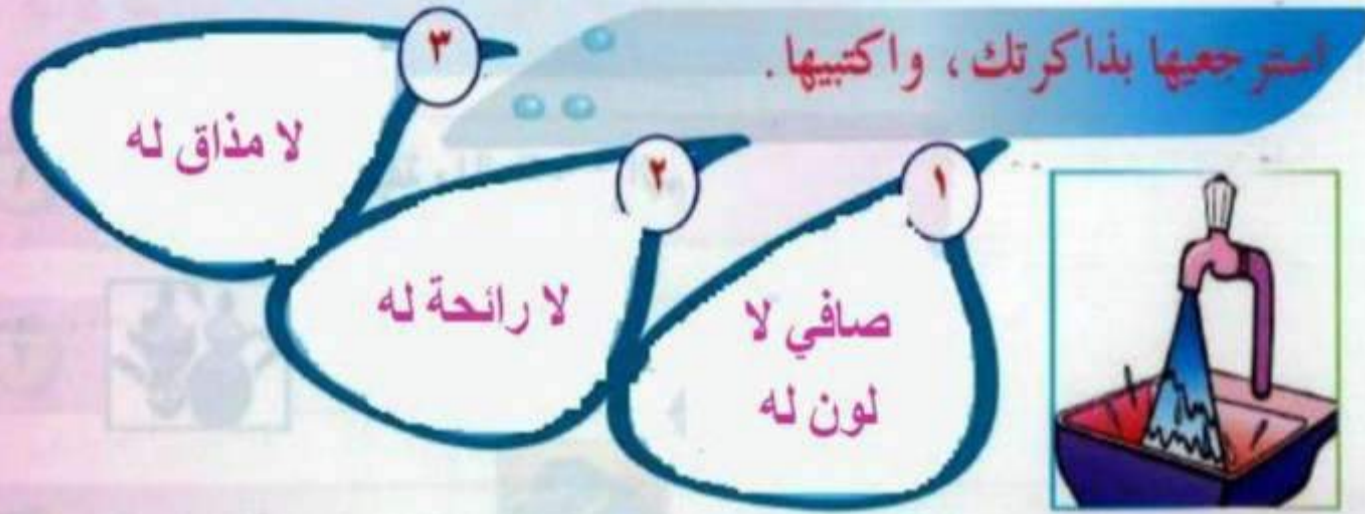 استرجعيها بذاكرتك، واكتبيها.
١
صافي لا
لون له
٢
لا رائحة له
٣
لا مذاق له